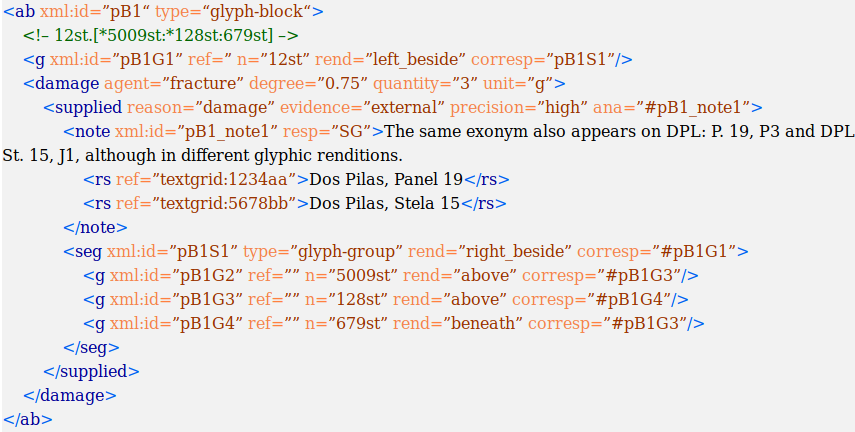 <ab xml:id=”pB1“ type=“glyph-block“>
<!– 12st.[*5009st:*128st:679st] –>
<g xml:id=”pB1G1” ref=” ” n=”12st” rend=”left_beside” corresp=”pB1S1”/>
<damage agent=”fracture” degree=”0.75” quantity=”3” unit=”g”>
<supplied reason=”damage” evidence=”external” precision=”high” ana=”#pB1_note1”>
<note xml:id=”pB1_note1” resp=”SG”>The same exonym also appears on DPL: P. 19, P3 and DPL
St. 15, J1, although in different glyphic renditions.
<rs ref=”textgrid:1234aa”>Dos Pilas, Panel 19</rs>
<rs ref=”textgrid:5678bb”>Dos Pilas, Stela 15</rs>
</note>
<seg xml:id=”pB1S1” type=”glyph-group” rend=”right_beside” corresp=”#pB1G1”>
<g xml:id=”pB1G2” ref=”” n=”5009st” rend=”above” corresp=”#pB1G3”/>
<g xml:id=”pB1G3” ref=”” n=”128st” rend=”above” corresp=”#pB1G4”/>
<g xml:id=”pB1G4” ref=”” n=”679st” rend=”beneath” corresp=”#pB1G3”/>
</seg>
</supplied>
</damage>
</ab>